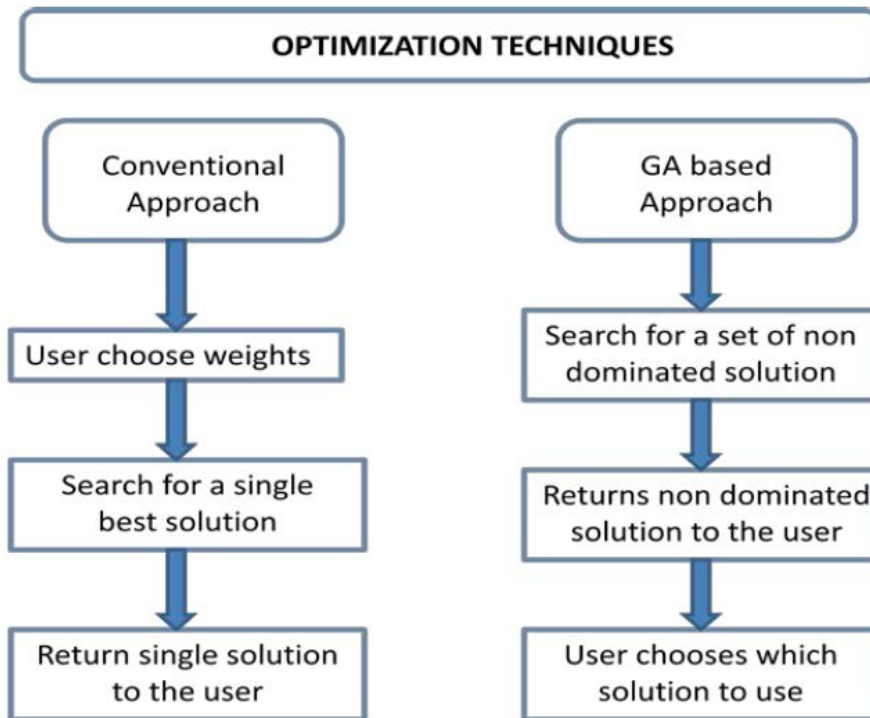 OPTIMIZATION TECHNIQUES
Conventional
Approach
User choose weights
Search for a single
best solution
Return single solution
to the user
GA based
Approach
Search for a set of non
dominated solution
Returns non dominated
solution to the user
User chooses which
solution to use